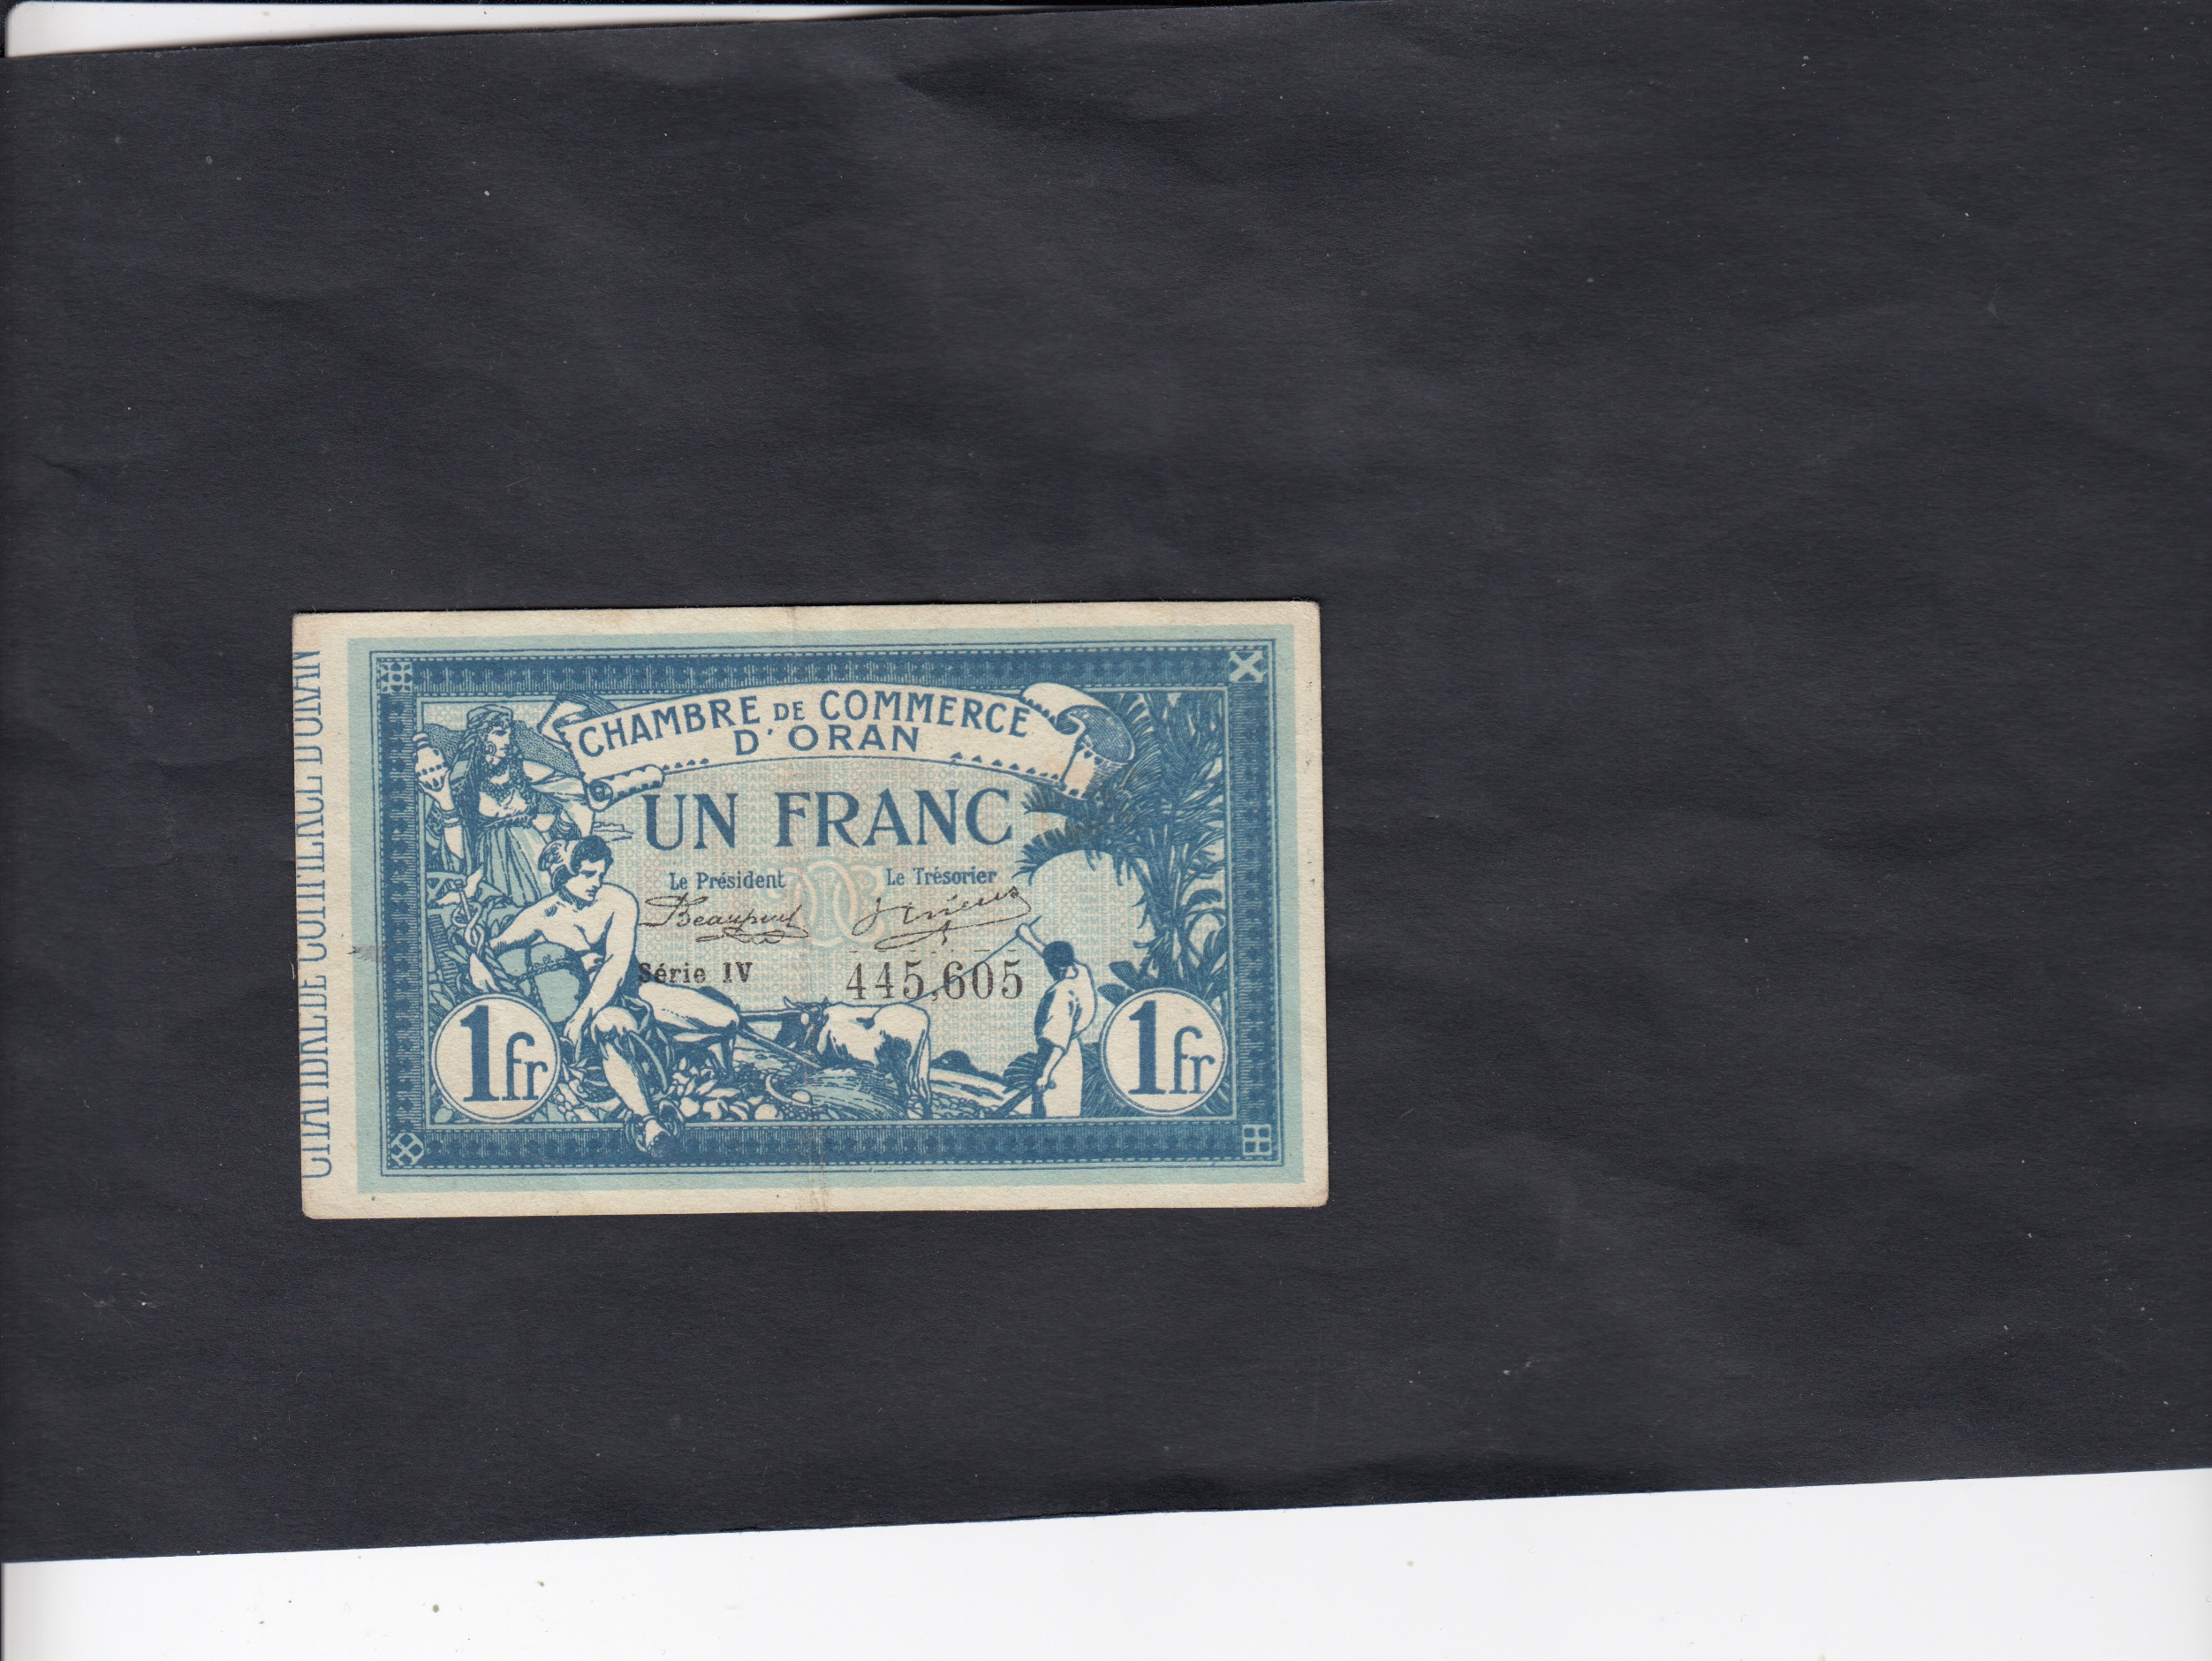 CHAMBRE DE COMMERCE
D'ORAN
UN FRANC
Le Président
Le Trésorier
Beaupuy
Série IV
445,605
1fr
1fr
CHAMBRE DE COMMERCE D'ORAN